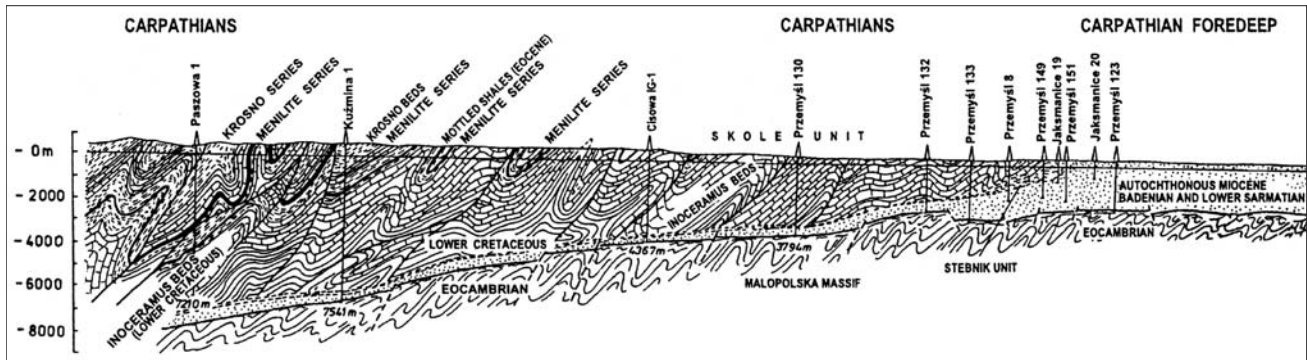 CARPATHIANS
CARPATHIANS
CARPATHIAN FOREDEEP
Paszowa 1
KROSNO SERIES
MENILITE SERIES
Kuźmina 1
KROSNO BEDS
MENILITE SERIES
MOTTLED SHALES (EOCENE)
MENILITE SERIES
MENILITE SERIES
Cisowa IG-1
SKOLE UNIT
Przemyśl 130
Przemyśl 132
Przemyśl 133
Przemyśl 8
Przemyśl 149
Jaksmanice 19
Przemyśl 151
Jaksmanice 20
Przemyśl 123
- 0m
- 2000
- 4000
- 6000
- 8000
INOCERAMUS BEDS
AUTOCHTHONOUS MIOCENE
BADENIAN AND LOWER SARMATIAN
LOWER CRETACEOUS
4367m
3794m
EOCAMBRIAN
STEBNIK UNIT
MALOPOLSKA MASSIF
EOCAMBRIAN
7210m
7541m
INOCERAMUS BEDS
(LOWER CRETACEOUS)